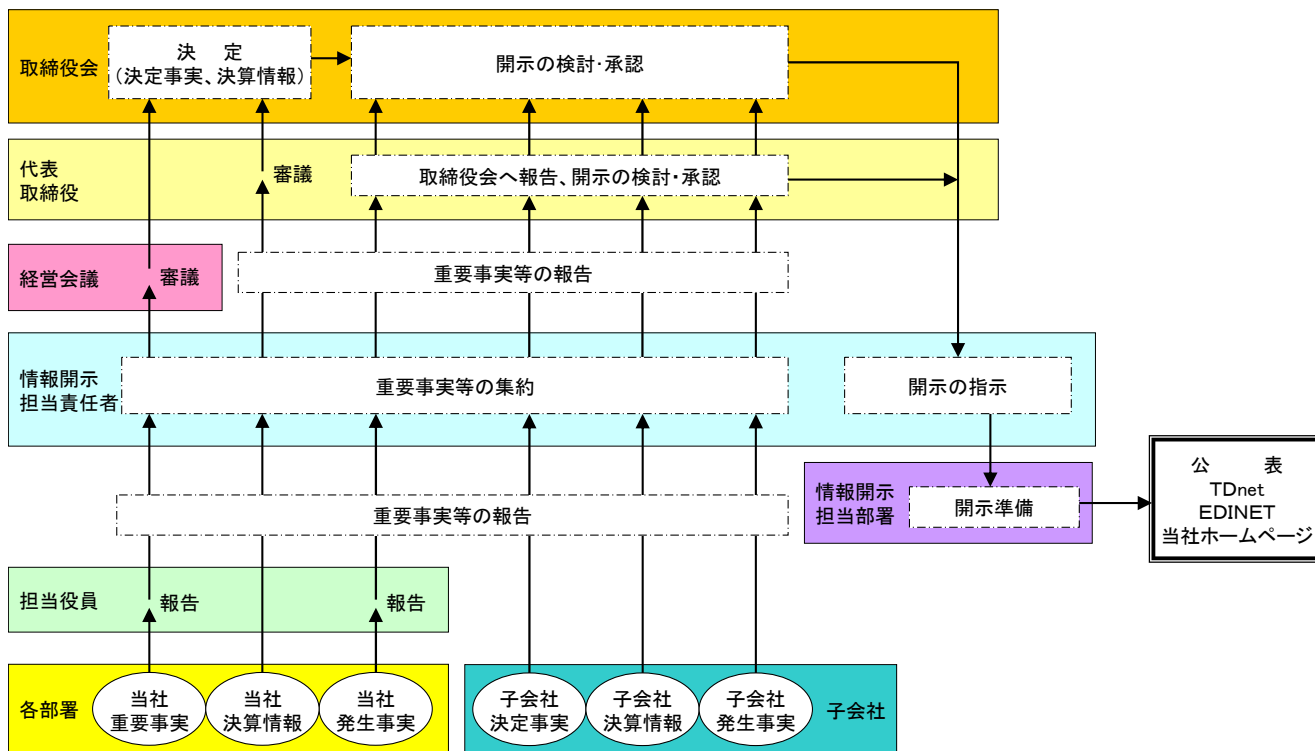 取締役会
決　定
（決定事実、決算情報）
開示の検討・承認
代表
取締役
審議
取締役会へ報告、開示の検討・承認
経営会議
審議
重要事実等の報告
情報開示
担当責任者
重要事実等の集約
開示の指示
重要事実等の報告
情報開示
担当部署
開示準備
公　　表
TDnet
EDINET
当社ホームページ
担当役員
報告
報告
各部署
当社
重要事実
当社
決算情報
当社
発生事実
子会社
決定事実
子会社
決算情報
子会社
発生事実
子会社